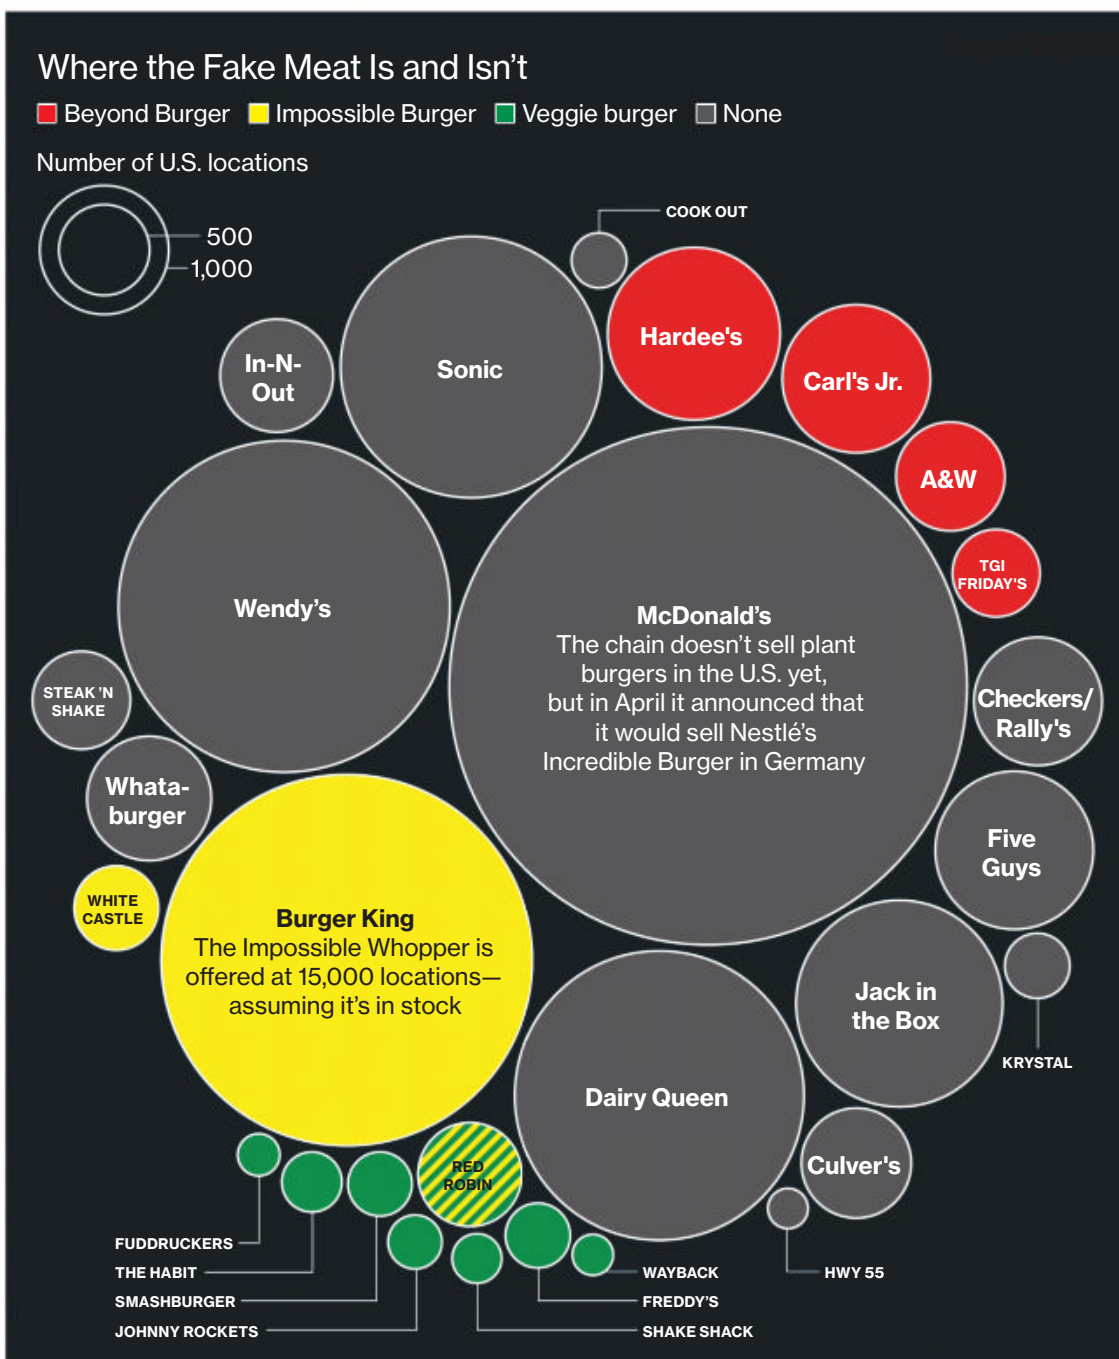 Where the Fake Meat Is and Isn’t
Beyond Burger Impossible Burger Veggie burger None
Number of U.S. locations
500
1,000
COOK OUT
Hardee's
Carl's Jr.
Sonic
In-N-
Out
A&W
TGI
FRIDAY'S
Wendy’s
McDonald’s
The chain doesn’t sell plant
burgers in the U.S. yet,
but in April it announced that
it would sell Nestlé’s
Incredible Burger in Germany
STEAK ’N
SHAKE
Checkers/
Rally's
Whata-
burger
Five
Guys
WHITE
CASTLE
Burger King
The Impossible Whopper is
offered at 15,000 locations—
assuming it’s in stock
Jack in
the Box
KRYSTAL
Dairy Queen
Culver's
RED
ROBIN
FUDDRUCKERS
THE HABIT
SMASHBURGER
JOHNNY ROCKETS
WAYBACK
FREDDY’S
SHAKE SHACK
HWY 55